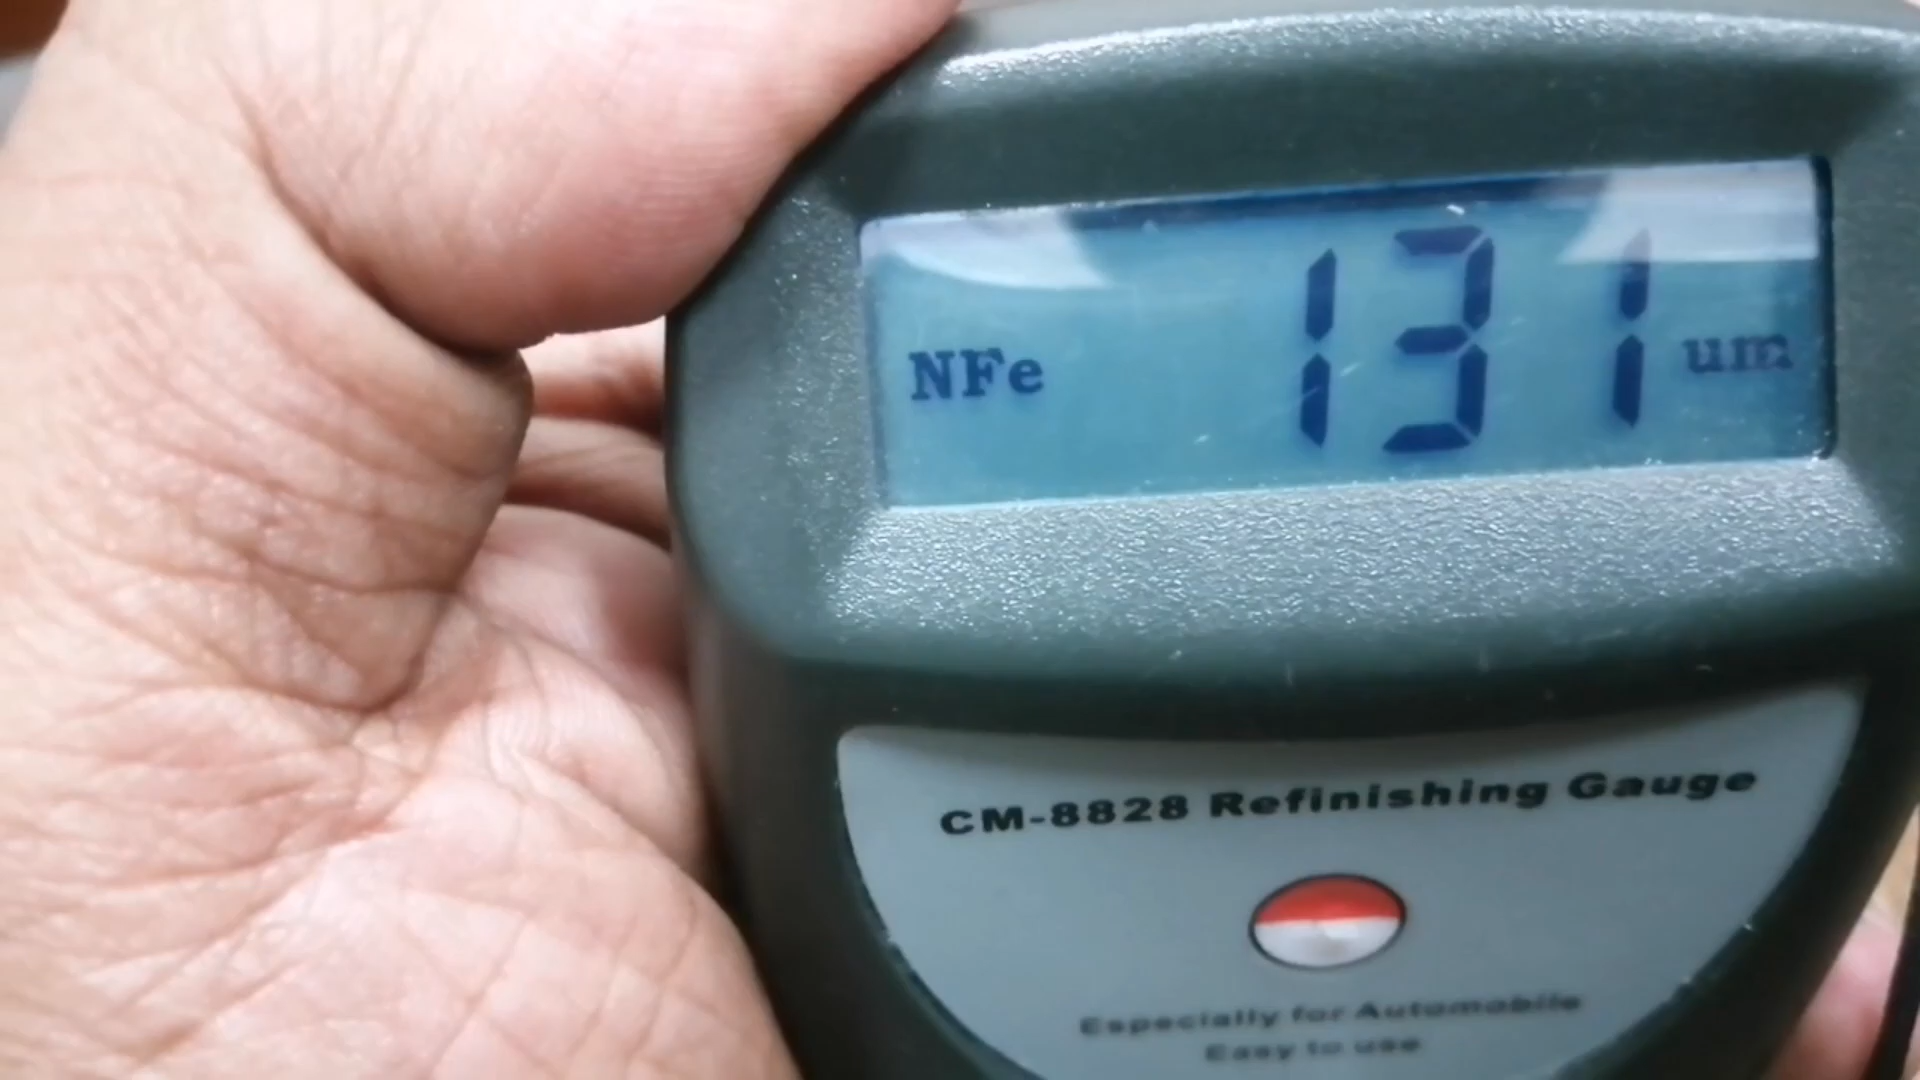 NFe 131 um
CM-8828 Refinishing Gauge
Especially for Automobile
Easy to use